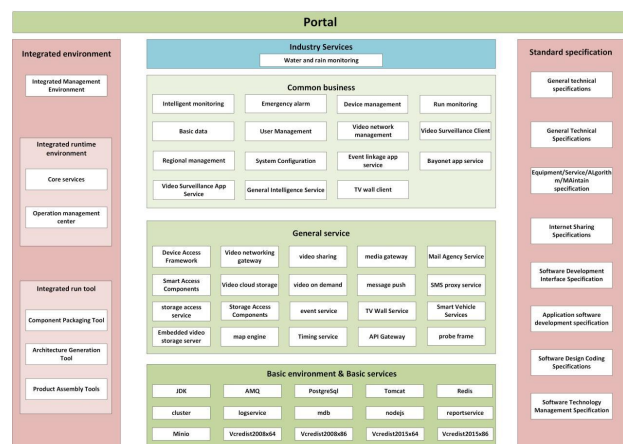 Portal
Integrated environment
Integrated Management
Environment
Integrated runtime
environment
Core services
Operation management
center
Integrated run tool
Component Packaging Tool
Architecture Generation
Tool
Product Assembly Tools
Industry Services
Water and rain monitoring
Common business
Intelligent monitoring
Emergency alarm
Device management
Run monitoring
Basic data
User Management
Video network
management
Video Surveillance Client
Regional management
System Configuration
Event linkage app
service
Bayonet app service
Video Surveillance App
Service
General Intelligence Service
TV wall client
General service
Device Access
Framework
Video networking
gateway
video sharing
media gateway
Mail Agency Service
Smart Access
Components
Video cloud storage
video on demand
message push
SMS proxy service
storage access
service
Storage Access
Components
event service
TV Wall Service
Smart Vehicle
Services
Embedded video
storage server
map engine
Timing service
API Gateway
probe frame
Basic environment & Basic services
JDK
AMQ
PostgreSql
Tomcat
Redis
cluster
logservice
mdb
nodejs
reportservice
Minio
Vcredist2008x64
Vcredist2008x86
Vcredist2015x64
Vcredist2015x86
Standard specification
General technical
specifications
General Technical
Specifications
Equipment/Service/ALgorith
m/MAintain
specification
Internet Sharing
Specifications
Software Development
Interface Specification
Application software
development specification
Software Design Coding
Specifications
Software Technology
Management Specification